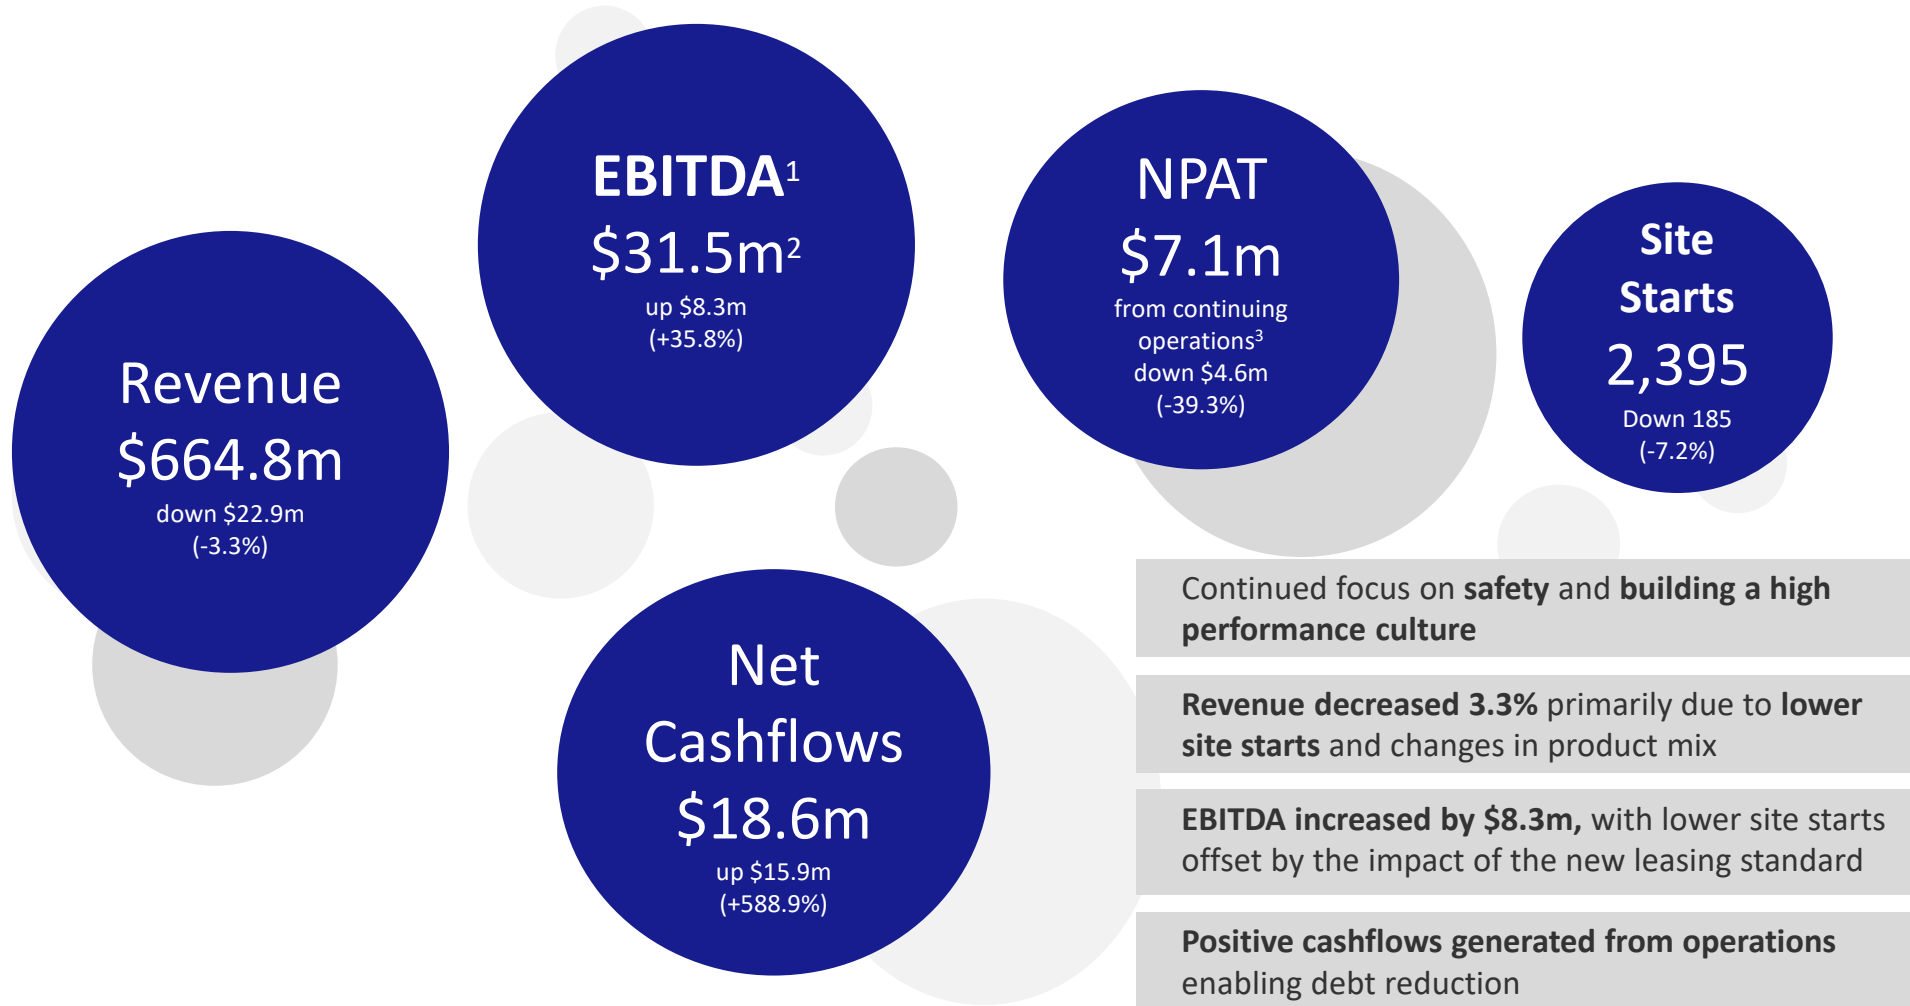 Revenue
$664.8m
down $22.9m
(-3.3%)
EBITDA1
$31.5m2
up $8.3m
(+35.8%)
NPAT
$7.1m
from continuing
operations3
down $4.6m
(-39.3%)
Site
Starts
2,395
Down 185
(-7.2%)
Net
Cashflows
$18.6m
up $15.9m
(+588.9%)
Continued focus on safety and building a high
performance culture
Revenue decreased 3.3% primarily due to lower
site starts and changes in product mix
EBITDA increased by $8.3m, with lower site starts
offset by the impact of the new leasing standard
Positive cashflows generated from operations
enabling debt reduction